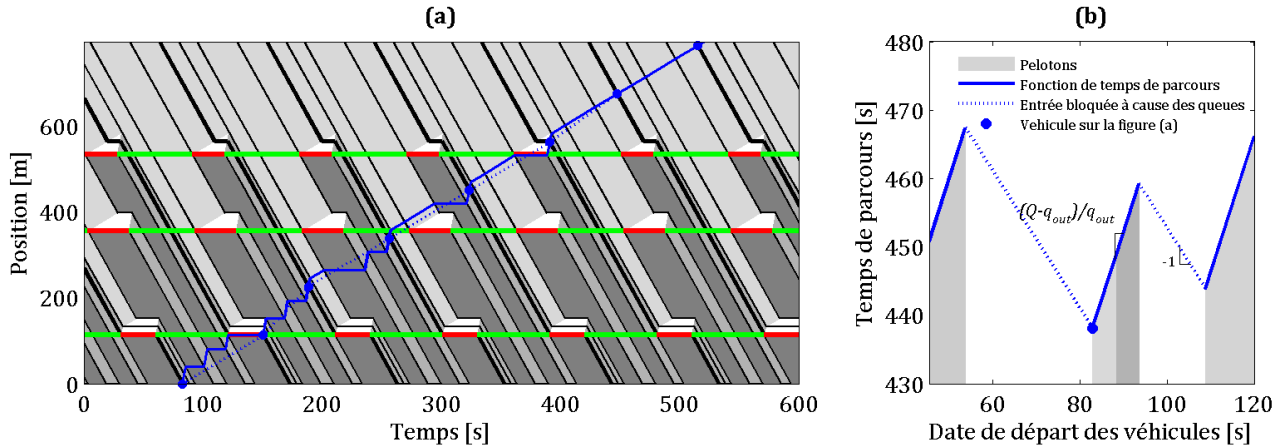 (a)
Position [m]
600
400
200
0
0
100
200
300
400
500
600
Temps [s]
(b)
Temps de parcours [s]
480
470
460
450
440
430
Pelotons
Fonction de temps de parcours
Entrée bloquée à cause des queues
Vehicule sur la figure (a)
(Q-qout)/qout
-1
60
80
100
120
Date de départ des véhicules [s]